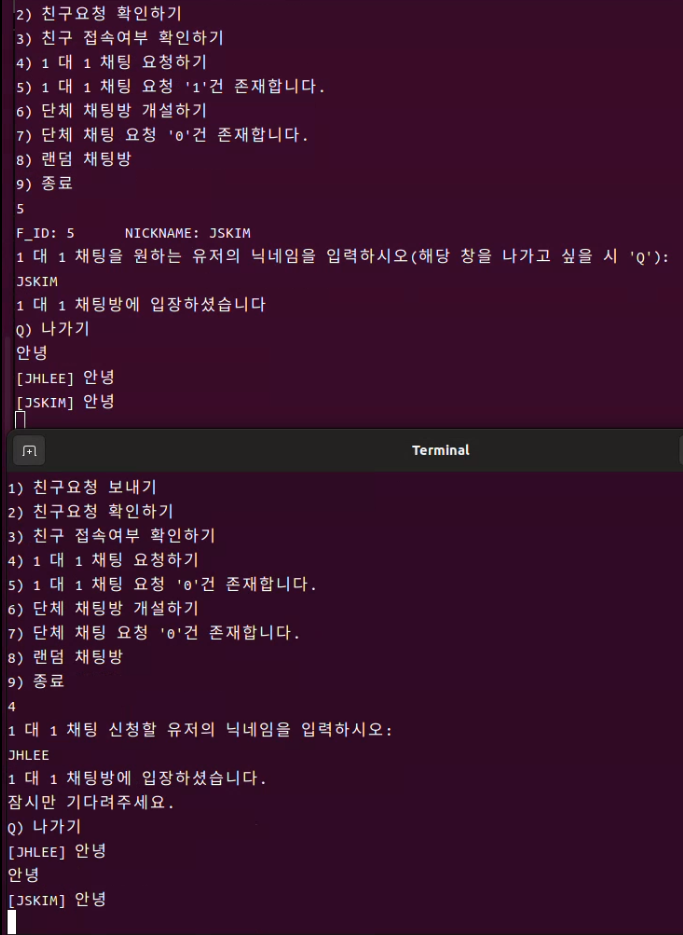 2) 친구요청 확인하기
3) 친구 접속여부 확인하기
4) 1 대 1 채팅 요청하기
5) 1 대 1 채팅 요청 '1'건 존재합니다.
6) 단체 채팅방 개설하기
7) 단체 채팅 요청 '0'건 존재합니다.
8) 랜덤 채팅방
9) 종료
5
F_ID: 5 NICKNAME: JSKIM
1 대 1 채팅을 원하는 유저의 닉네임을 입력하시오(해당 창을 나가고 싶을 시 'Q'):
JSKIM
1 대 1 채팅방에 입장하셨습니다
Q) 나가기
안녕
[JHLEE] 안녕
[JSKIM] 안녕
Terminal
1) 친구요청 보내기
2) 친구요청 확인하기
3) 친구 접속여부 확인하기
4) 1 대 1 채팅 요청하기
5) 1 대 1 채팅 요청 '0'건 존재합니다.
6) 단체 채팅방 개설하기
7) 단체 채팅 요청 '0'건 존재합니다.
8) 랜덤 채팅방
9) 종료
4
1 대 1 채팅 신청할 유저의 닉네임을 입력하시오:
JHLEE
1 대 1 채팅방에 입장하셨습니다.
잠시만 기다려주세요.
Q) 나가기
[JHLEE] 안녕
안녕
[JSKIM] 안녕